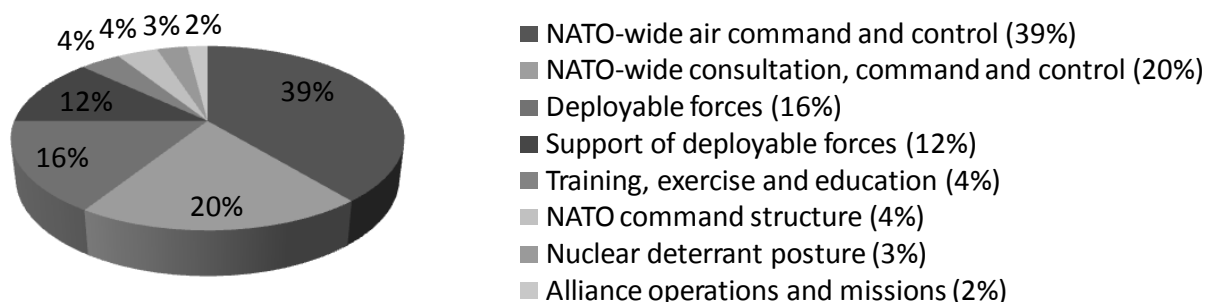 4% 4% 3% 2%
39%
12%
16%
20%
NATO-wide air command and control (39%)
NATO-wide consultation, command and control (20%)
Deployable forces (16%)
Support of deployable forces (12%)
Training, exercise and education (4%)
NATO command structure (4%)
Nuclear deterrant posture (3%)
Alliance operations and missions (2%)